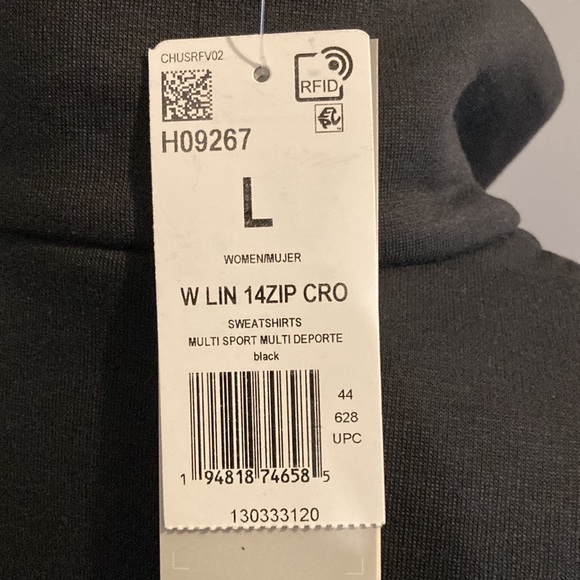 CHUSRFV02
RFID
H09267
L
WOMEN/MUJER
W LIN 14ZIP CRO
SWEATSHIRTS
MULTI SPORT MULTI DEPORTE
black
44
628
UPC
1 94818 74658 5
130333120